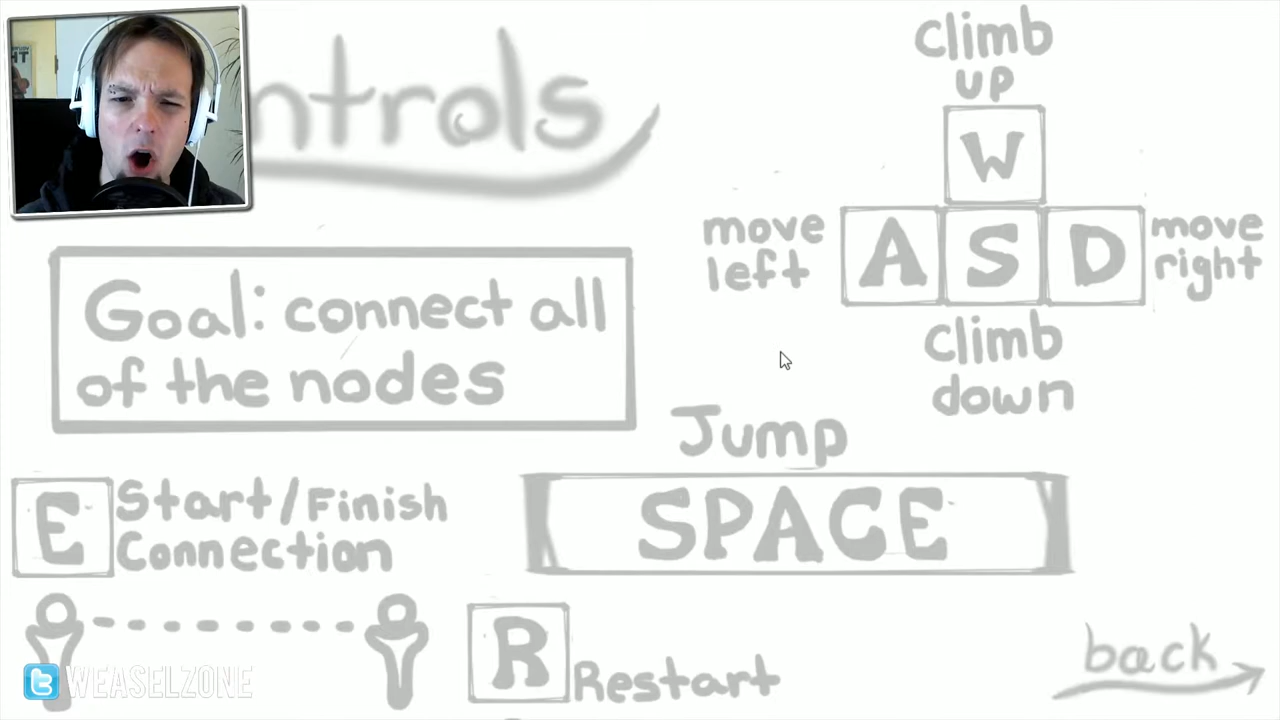 ntrols
climb
up
W
move
left
A S D
move
right
climb
down
Goal: connect all
of the nodes
Jump
SPACE
E
Start/Finish
Connection
R
Restart
back
WEASELZONE